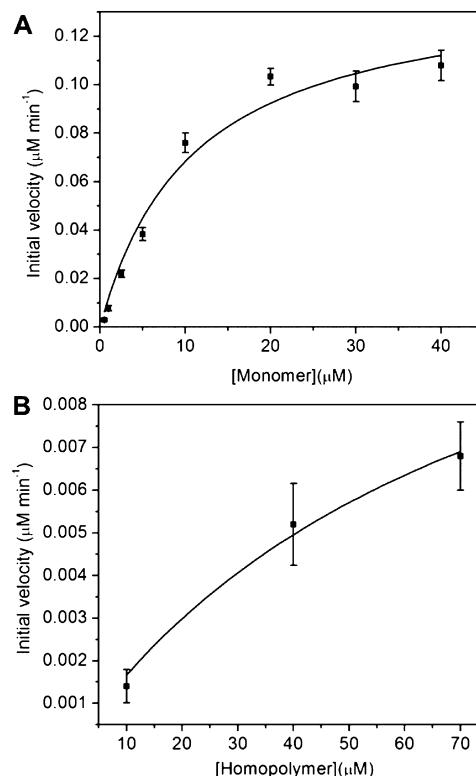 A
0.12
0.10
0.08
0.06
0.04
0.02
0.00
Initial velocity (μM min⁻¹)
0 10 20 30 40
[Monomer](μM)
B
0.008
0.007
0.006
0.005
0.004
0.003
0.002
0.001
Initial velocity (μM min⁻¹)
10 20 30 40 50 60 70
[Homopolymer](μM)